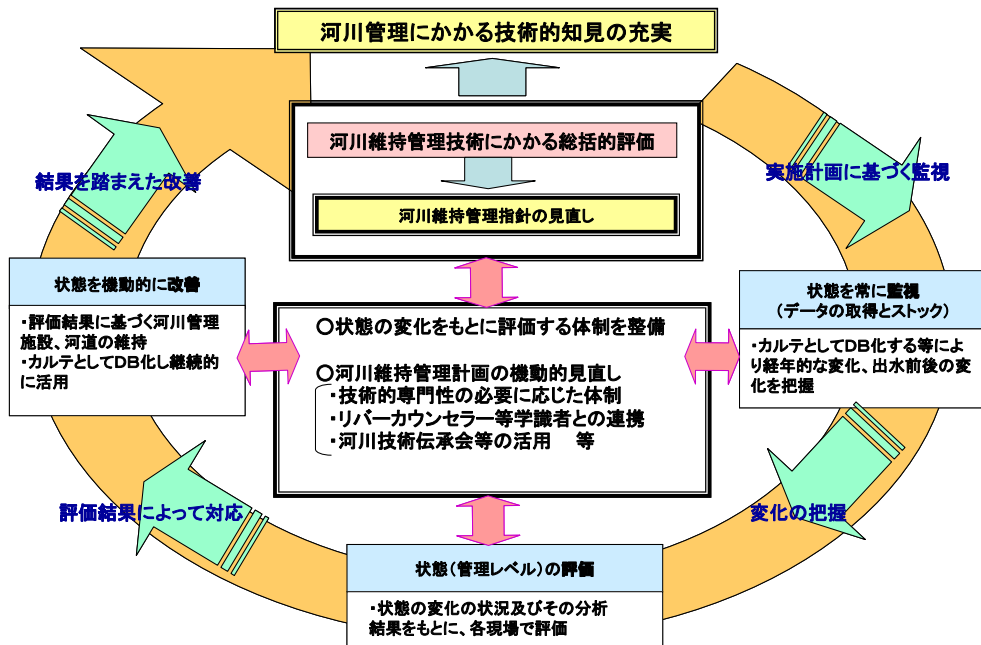 河川管理にかかる技術的知見の充実
河川維持管理技術にかかる総括的評価
河川維持管理指針の見直し
実施計画に基づく監視
結果を踏まえた改善
状態を機動的に改善
・評価結果に基づく河川管理
施設、河道の維持
・カルテとしてDB化し継続的
に活用
○状態の変化をもとに評価する体制を整備
○河川維持管理計画の機動的見直し
・技術的専門性の必要に応じた体制
・リバーカウンセラー等学識者との連携
・河川技術伝承会等の活用　等
状態を常に監視
(データの取得とストック)
・カルテとしてDB化する等によ
り経年的な変化、出水前後の変
化を把握
評価結果によって対応
変化の把握
状態(管理レベル)の評価
・状態の変化の状況及びその分析
結果をもとに、各現場で評価